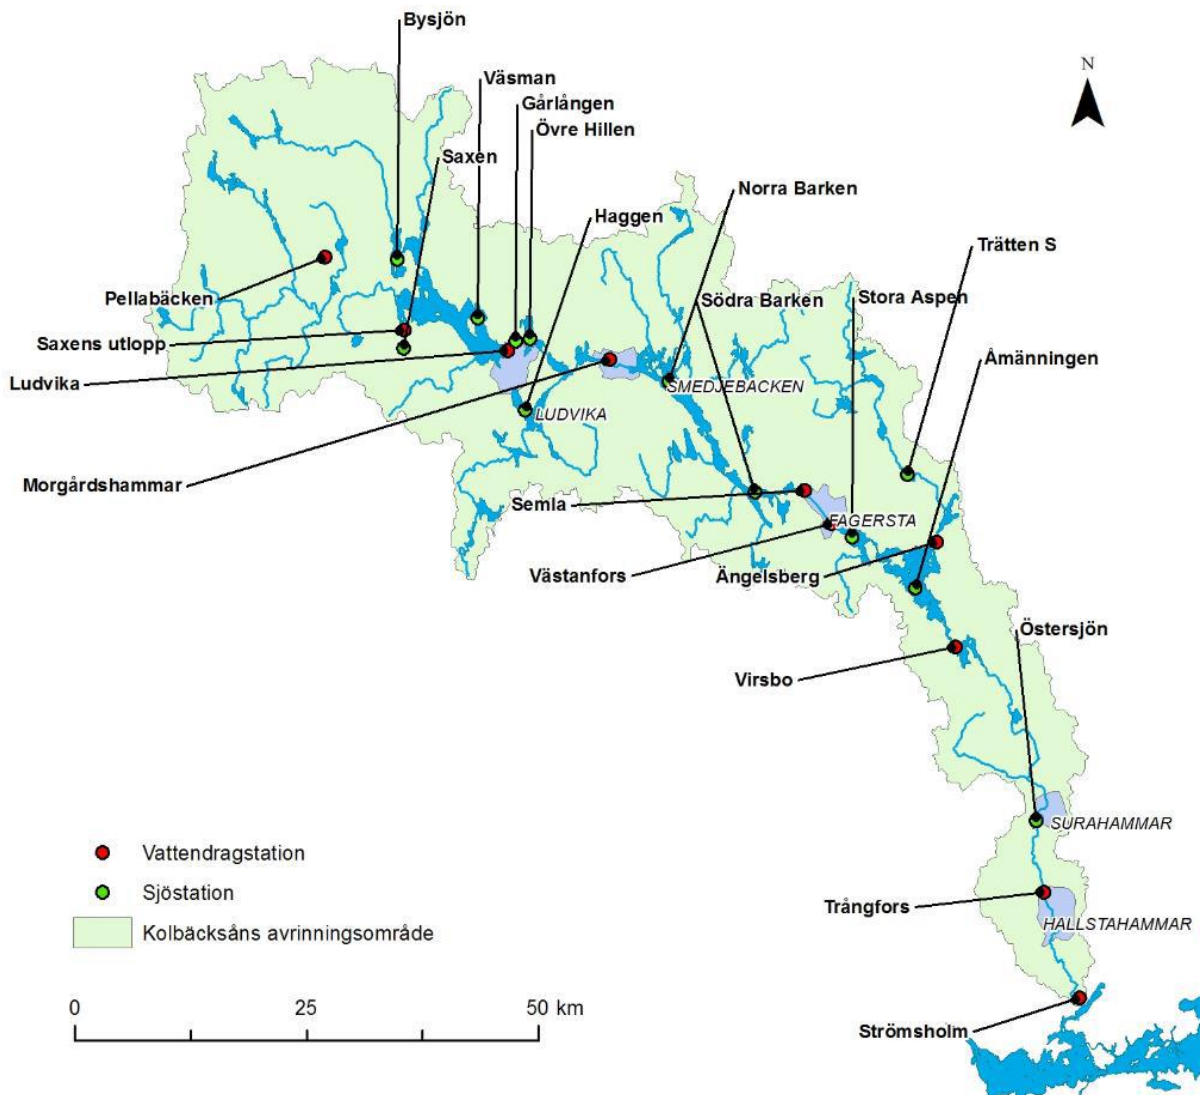 Bysjön
N
Väsman
Gårlången
Övre Hillen
Saxen
Norra Barken
Haggen
Trätten S
Pellabäcken
Södra Barken
Stora Aspen
Saxens utlopp
Åmänningen
Ludvika
SMEDJEBACKEN
LUDVIKA
Morgårdshammar
Semla
FAGERSTA
Västanfors
Ängelsberg
Östersjön
Virsbo
SURAHAMMAR
Vattendragstation
Sjöstation
Trångfors
HALLSTAHAMMAR
Kolbäcksåns avrinningsområde
0 25 50 km
Strömsholm